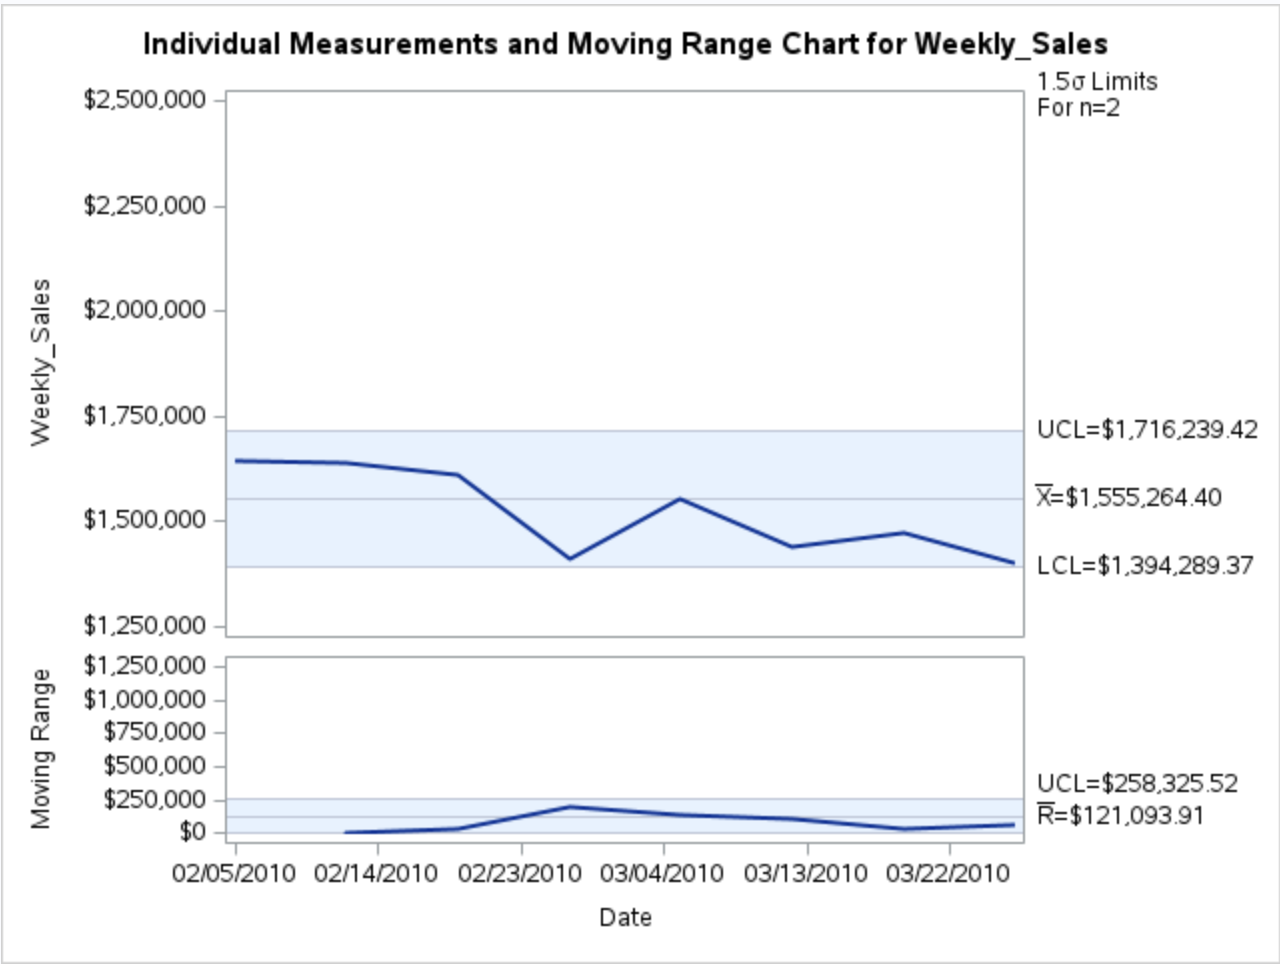 Individual Measurements and Moving Range Chart for Weekly_Sales
1.5σ Limits
For n=2
Weekly_Sales
$2,500,000
$2,250,000
$2,000,000
$1,750,000
$1,500,000
$1,250,000
UCL=$1,716,239.42
X̅=$1,555,264.40
LCL=$1,394,289.37
Moving Range
$1,250,000
$1,000,000
$750,000
$500,000
$250,000
$0
UCL=$258,325.52
R̅=$121,093.91
02/05/2010 02/14/2010 02/23/2010 03/04/2010 03/13/2010 03/22/2010
Date